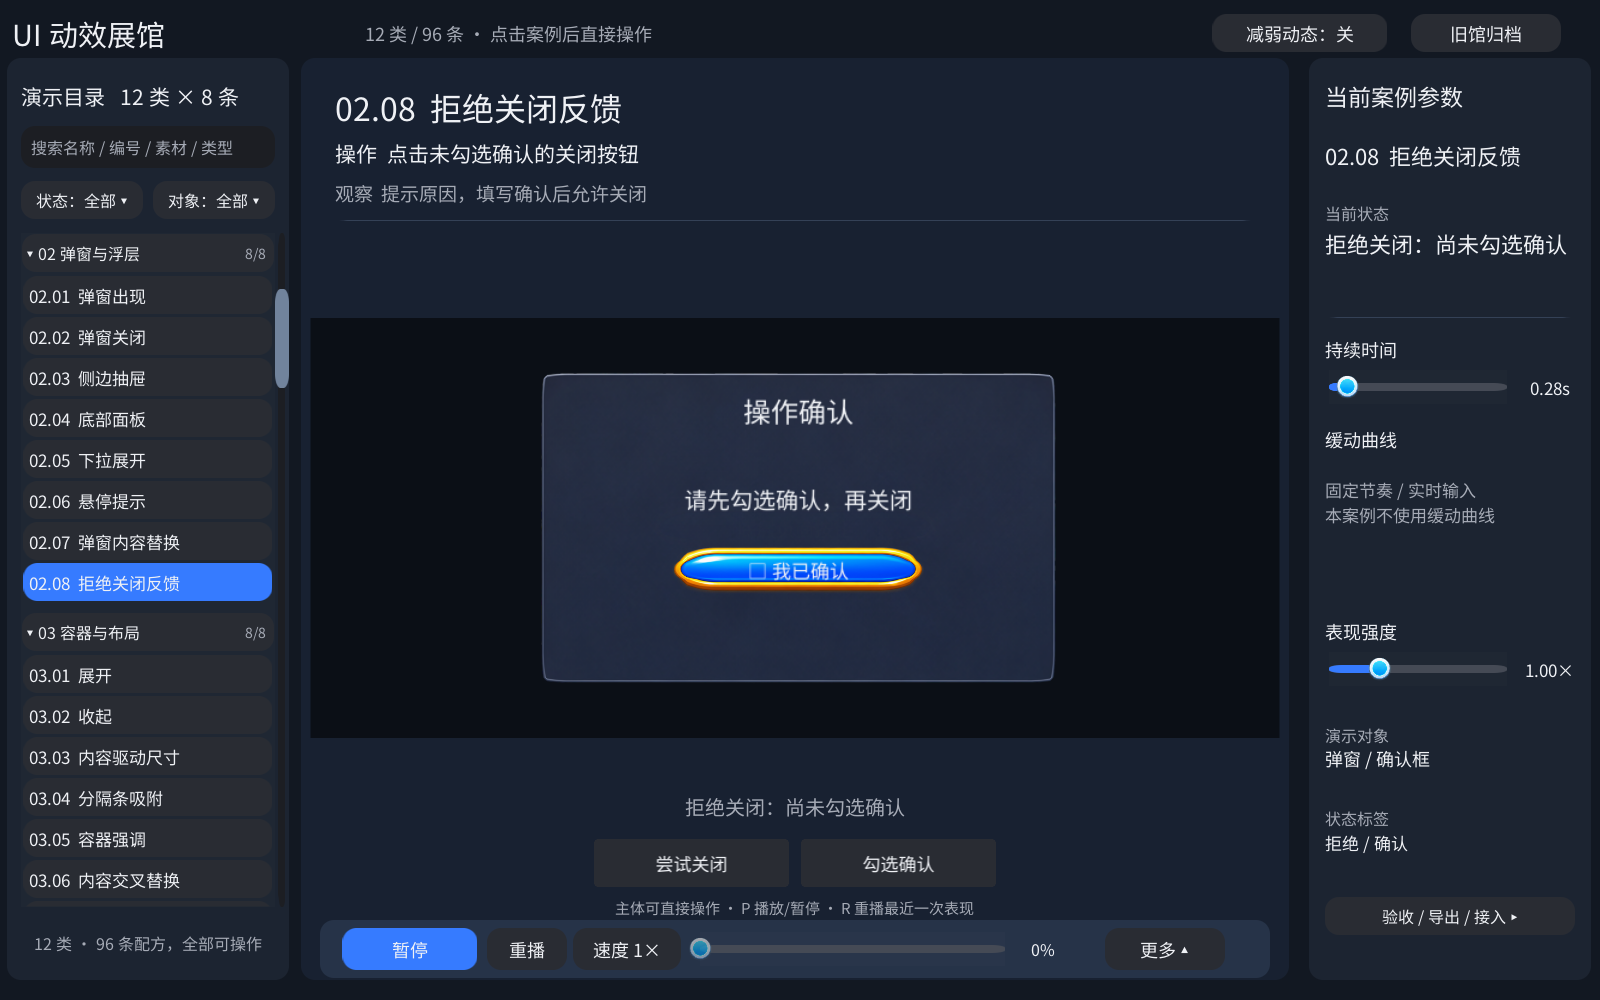 UI 动效展馆
12 类 / 96 条 · 点击案例后直接操作
减弱动态：关
旧馆归档
演示目录 12 类 × 8 条
搜索名称 / 编号 / 素材 / 类型
状态：全部 ▾
对象：全部 ▾
▾ 02 弹窗与浮层 8/8
02.01 弹窗出现
02.02 弹窗关闭
02.03 侧边抽屉
02.04 底部面板
02.05 下拉展开
02.06 悬停提示
02.07 弹窗内容替换
02.08 拒绝关闭反馈
▾ 03 容器与布局 8/8
03.01 展开
03.02 收起
03.03 内容驱动尺寸
03.04 分隔条吸附
03.05 容器强调
03.06 内容交叉替换
12 类 · 96 条配方，全部可操作
02.08 拒绝关闭反馈
操作 点击未勾选确认的关闭按钮
观察 提示原因，填写确认后允许关闭
操作确认
请先勾选确认，再关闭
☐ 我已确认
拒绝关闭：尚未勾选确认
尝试关闭
勾选确认
主体可直接操作 · P 播放/暂停 · R 重播最近一次表现
暂停
重播
速度 1×
0%
更多 ▴
当前案例参数
02.08 拒绝关闭反馈
当前状态
拒绝关闭：尚未勾选确认
持续时间
0.28s
缓动曲线
固定节奏 / 实时输入
本案例不使用缓动曲线
表现强度
1.00×
演示对象
弹窗 / 确认框
状态标签
拒绝 / 确认
验收 / 导出 / 接入 ▸